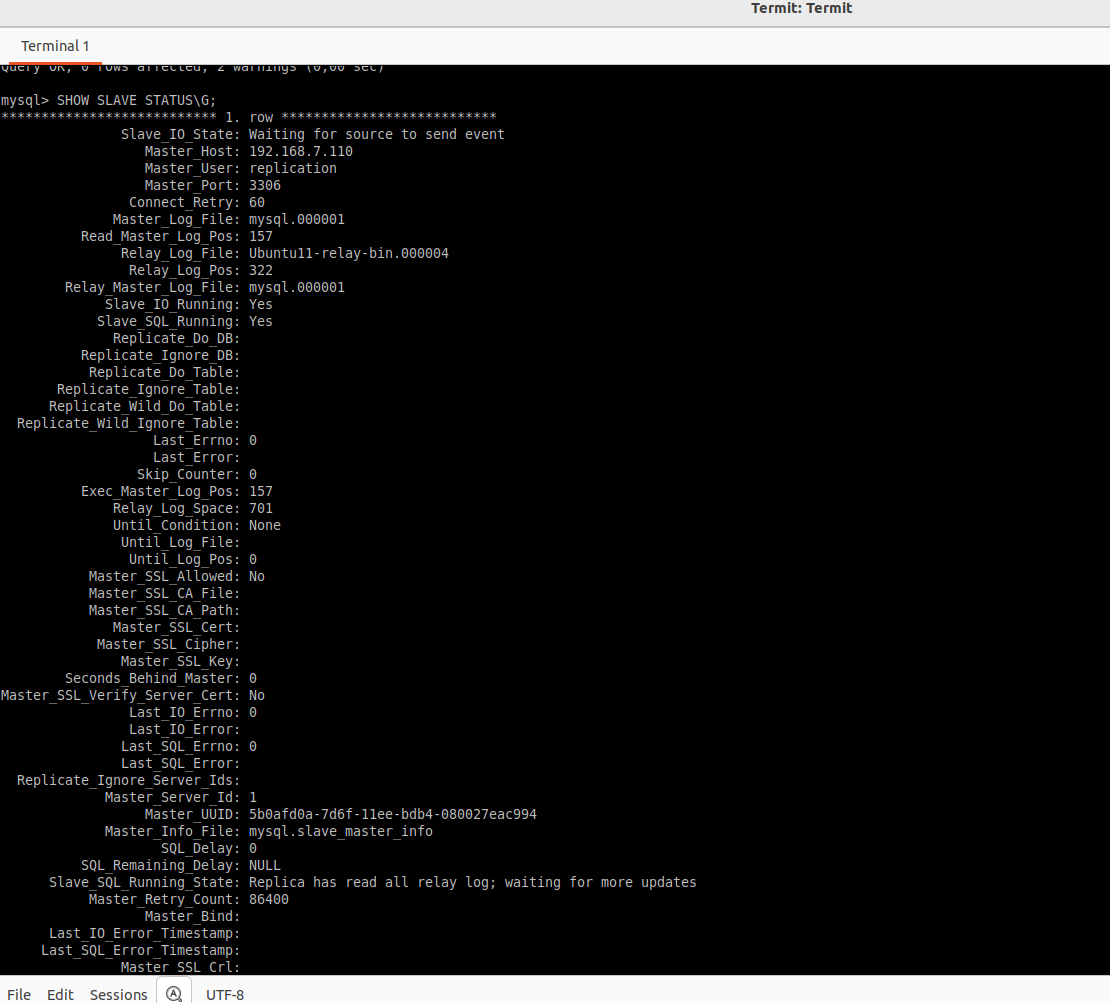 Termit: Termit
Terminal 1
Query OK, 0 rows affected, 2 warnings (0,00 sec)
mysql> SHOW SLAVE STATUS\G;
*************************** 1. row ***************************
Slave_IO_State: Waiting for source to send event
Master_Host: 192.168.7.110
Master_User: replication
Master_Port: 3306
Connect_Retry: 60
Master_Log_File: mysql.000001
Read_Master_Log_Pos: 157
Relay_Log_File: Ubuntu11-relay-bin.000004
Relay_Log_Pos: 322
Relay_Master_Log_File: mysql.000001
Slave_IO_Running: Yes
Slave_SQL_Running: Yes
Replicate_Do_DB:
Replicate_Ignore_DB:
Replicate_Do_Table:
Replicate_Ignore_Table:
Replicate_Wild_Do_Table:
Replicate_Wild_Ignore_Table:
Last_Errno: 0
Last_Error:
Skip_Counter: 0
Exec_Master_Log_Pos: 157
Relay_Log_Space: 701
Until_Condition: None
Until_Log_File:
Until_Log_Pos: 0
Master_SSL_Allowed: No
Master_SSL_CA_File:
Master_SSL_CA_Path:
Master_SSL_Cert:
Master_SSL_Cipher:
Master_SSL_Key:
Seconds_Behind_Master: 0
Master_SSL_Verify_Server_Cert: No
Last_IO_Errno: 0
Last_IO_Error:
Last_SQL_Errno: 0
Last_SQL_Error:
Replicate_Ignore_Server_Ids:
Master_Server_Id: 1
Master_UUID: 5b0afd0a-7d6f-11ee-bdb4-080027eac994
Master_Info_File: mysql.slave_master_info
SQL_Delay: 0
SQL_Remaining_Delay: NULL
Slave_SQL_Running_State: Replica has read all relay log; waiting for more updates
Master_Retry_Count: 86400
Master_Bind:
Last_IO_Error_Timestamp:
Last_SQL_Error_Timestamp:
Master_SSL_Crl:
File Edit Sessions A UTF-8